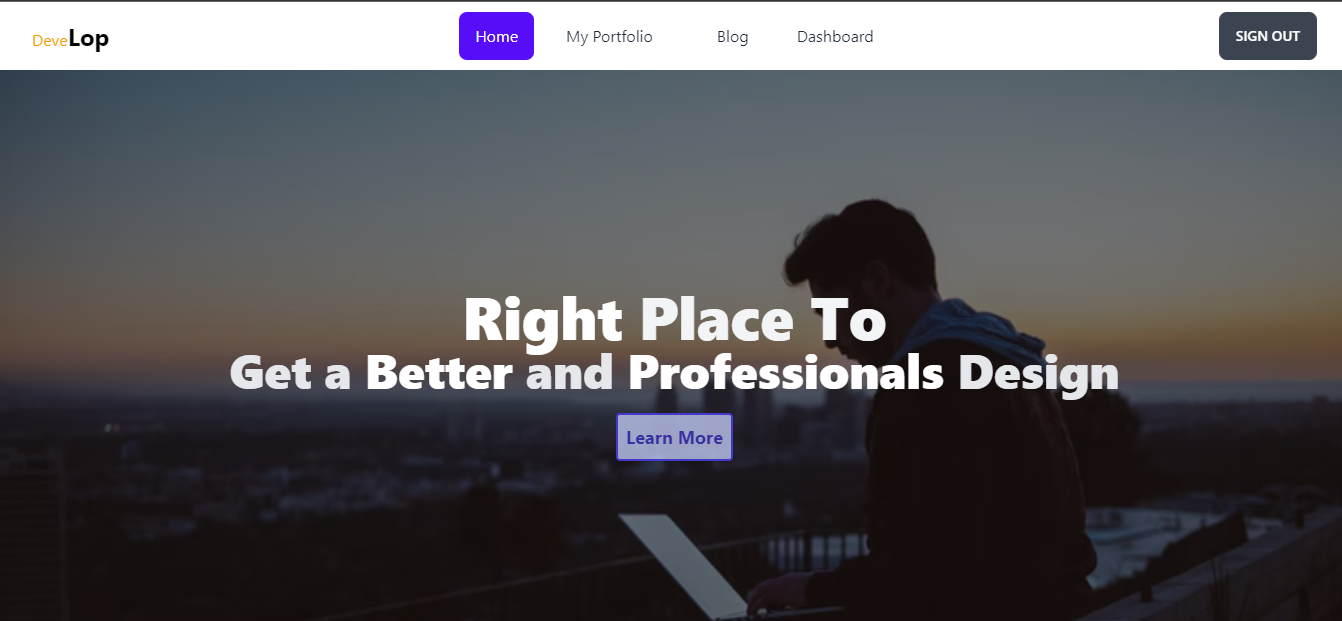 DeveLop Home My Portfolio Blog Dashboard SIGN OUT
Right Place To
Get a Better and Professionals Design
Learn More